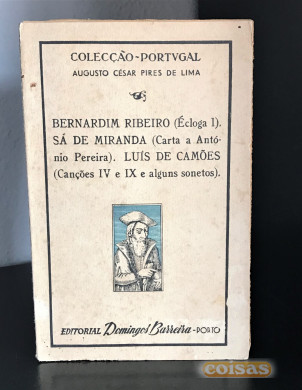 COLECÇÃO-PORTVGAL
AUGUSTO CÉSAR PIRES DE LIMA
BERNARDIM RIBEIRO (Écloga I).
SÁ DE MIRANDA (Carta a Antó-
nio Pereira). LUÍS DE CAMÕES
(Canções IV e IX e alguns sonetos).
EDITORIAL Domingos Barreira -PORTO
coisas